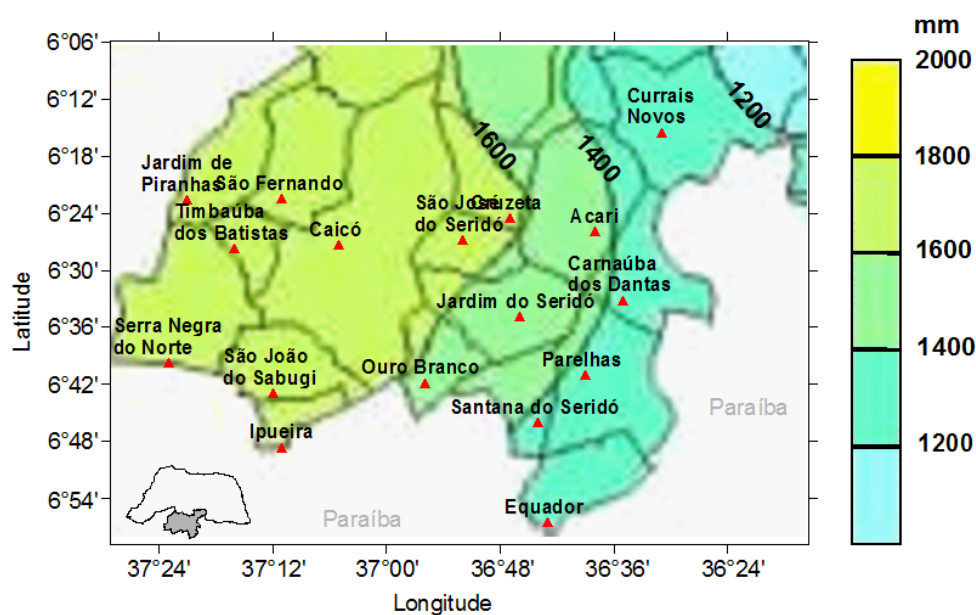 mm
6°06'
6°12'
6°18'
6°24'
6°30'
6°36'
6°42'
6°48'
6°54'
Latitude
37°24'
37°12'
37°00'
36°48'
36°36'
36°24'
Longitude
2000
1800
1600
1400
1200
1600
1400
1200
Currais
Novos
Jardim de
Piranhas
São Fernando
Timbaúba
dos Batistas
Caicó
São José
do Seridó
Cruzeta
Acari
Carnaúba
dos Dantas
Jardim do Seridó
Serra Negra
do Norte
São João
do Sabugi
Ouro Branco
Parelhas
Santana do Seridó
Ipueira
Equador
Paraíba
Paraíba